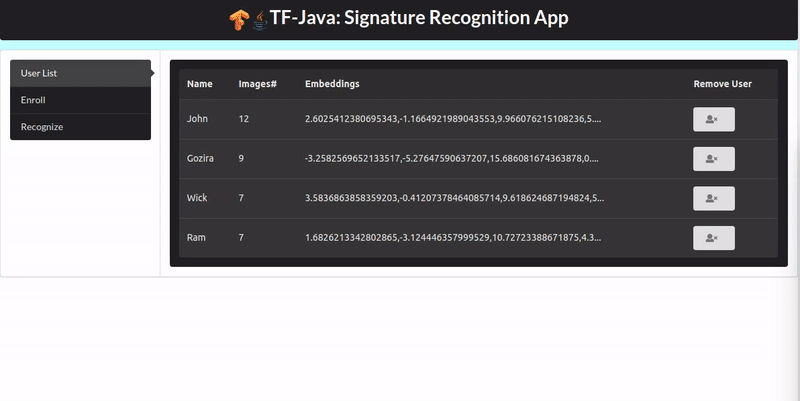 TF-Java: Signature Recognition App
User List
Enroll
Recognize
Name Images# Embeddings Remove User
John 12 2.6025412380695343,-1.1664921989043553,9.966076215108236,5....
Gozira 9 -3.2582569652133517,-5.27647590637207,15.686081674363878,0....
Wick 7 3.5836863858359203,-0.41207378464085714,9.618624687194824,5...
Ram 7 1.6826213342802865,-3.124446357999529,10.72723388671875,4.3...